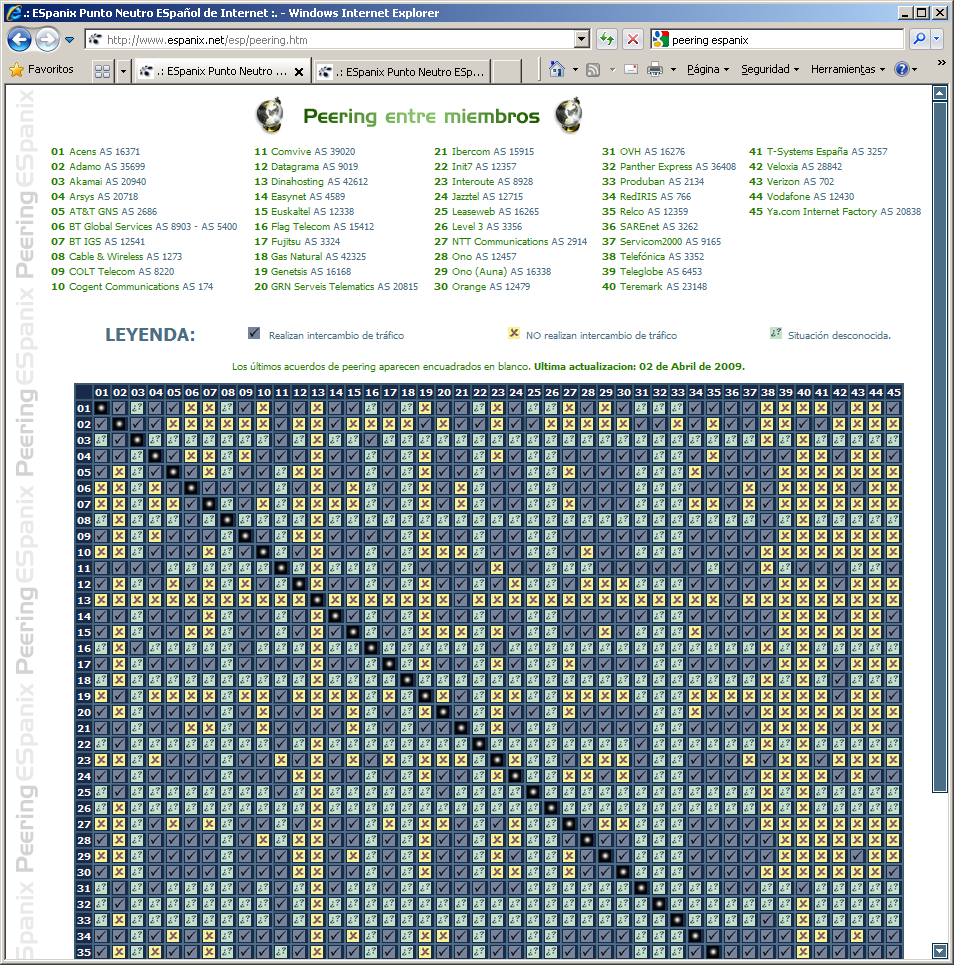 .: ESpanix Punto Neutro ESpañol de Internet :. - Windows Internet Explorer
http://www.espanix.net/esp/peering.htm
peering espanix
Favoritos
.: ESpanix Punto Neutro ...
.: ESpanix Punto Neutro ESp...
Página
Seguridad
Herramientas
Peering ESpanix
Peering entre miembros
01 Acens AS 16371
02 Adamo AS 35699
03 Akamai AS 20940
04 Arsys AS 20718
05 AT&T GNS AS 2686
06 BT Global Services AS 8903 - AS 5400
07 BT IGS AS 12541
08 Cable & Wireless AS 1273
09 COLT Telecom AS 8220
10 Cogent Communications AS 174
11 Comvive AS 39020
12 Datagrama AS 9019
13 Dinahosting AS 42612
14 Easynet AS 4589
15 Euskaltel AS 12338
16 Flag Telecom AS 15412
17 Fujitsu AS 3324
18 Gas Natural AS 42325
19 Genetsis AS 16168
20 GRN Serveis Telematics AS 20815
21 Ibercom AS 15915
22 Init7 AS 12357
23 Interoute AS 8928
24 Jazztel AS 12715
25 Leaseweb AS 16265
26 Level 3 AS 3356
27 NTT Communications AS 2914
28 Ono AS 12457
29 Ono (Auna) AS 16338
30 Orange AS 12479
31 OVH AS 16276
32 Panther Express AS 36408
33 Produban AS 2134
34 RedIRIS AS 766
35 Relco AS 12359
36 SAREnet AS 3262
37 Servicom2000 AS 9165
38 Telefónica AS 3352
39 Teleglobe AS 6453
40 Teremark AS 23148
41 T-Systems España AS 3257
42 Veloxia AS 28842
43 Verizon AS 702
44 Vodafone AS 12430
45 Ya.com Internet Factory AS 20838
LEYENDA:
Realizan intercambio de tráfico
NO realizan intercambio de tráfico
¿? Situación desconocida.
Los últimos acuerdos de peering aparecen encuadrados en blanco. Ultima actualizacion: 02 de Abril de 2009.
01 02 03 04 05 06 07 08 09 10 11 12 13 14 15 16 17 18 19 20 21 22 23 24 25 26 27 28 29 30 31 32 33 34 35 36 37 38 39 40 41 42 43 44 45
01
02
03
04
05
06
07
08
09
10
11
12
13
14
15
16
17
18
19
20
21
22
23
24
25
26
27
28
29
30
31
32
33
34
35